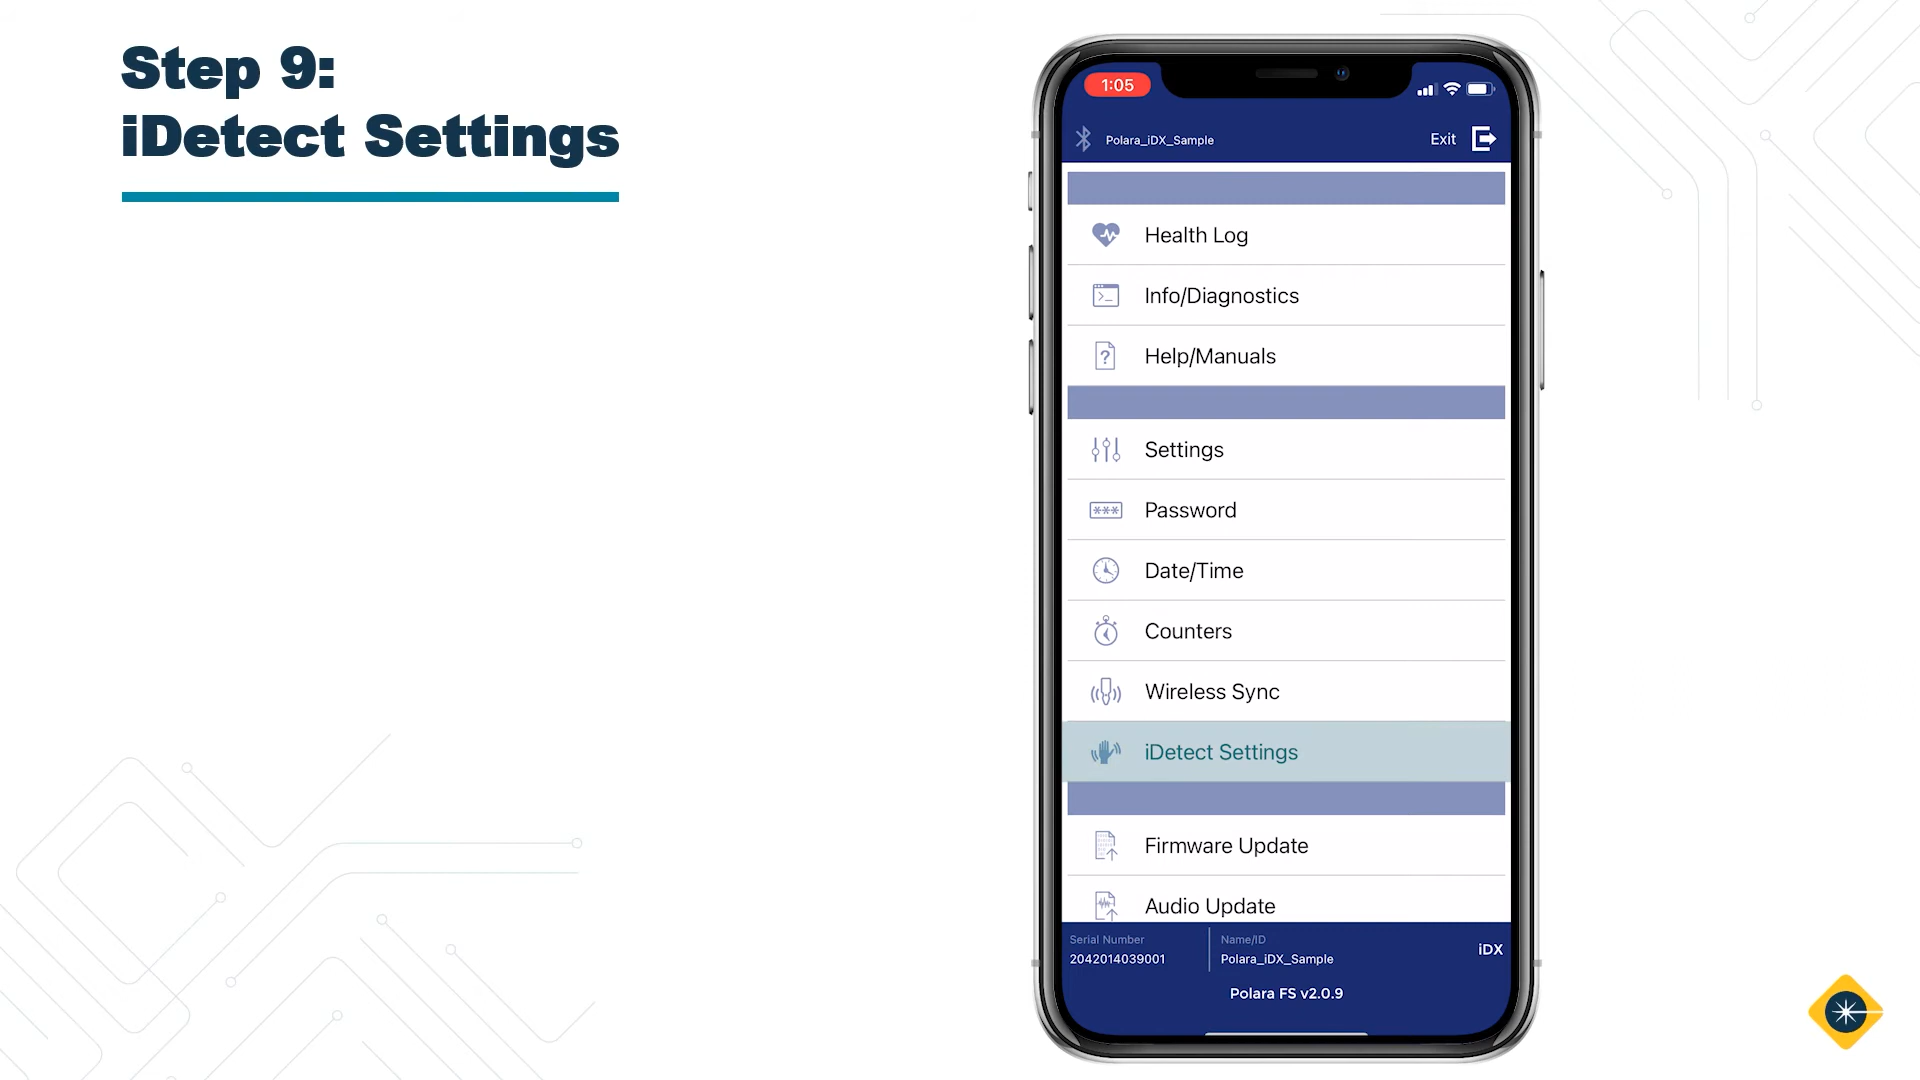 Step 9:
iDetect Settings
1:05
Polara_iDX_Sample
Exit
Health Log
Info/Diagnostics
Help/Manuals
Settings
Password
Date/Time
Counters
Wireless Sync
iDetect Settings
Firmware Update
Audio Update
Serial Number
2042014039001
Name/ID
Polara_iDX_Sample
iDX
Polara FS v2.0.9